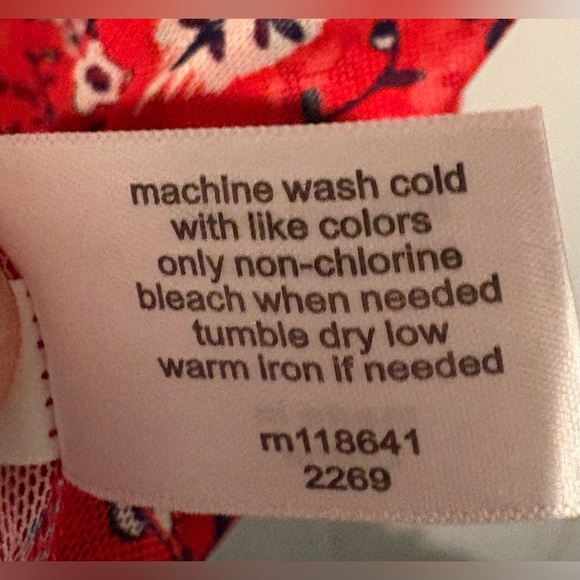 machine wash cold
with like colors
only non-chlorine
bleach when needed
tumble dry low
warm iron if needed
rn118641
2269